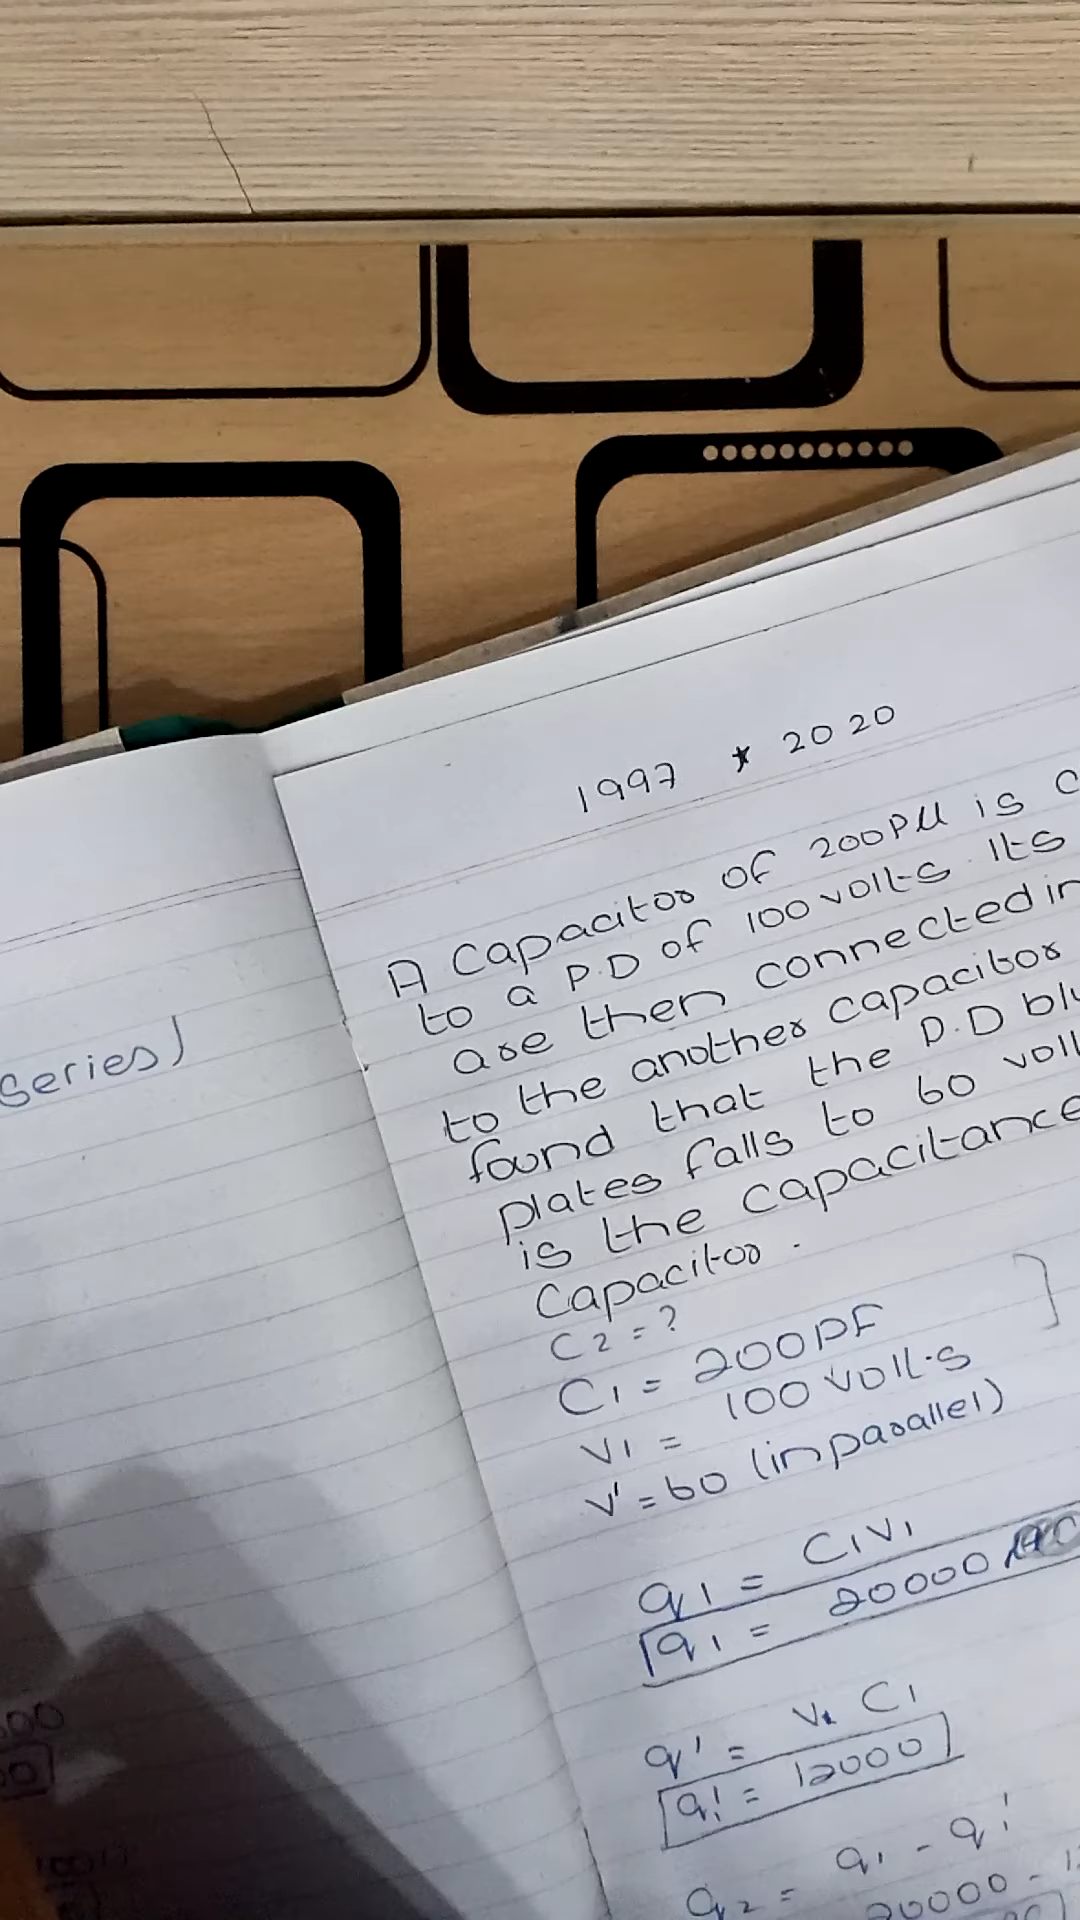 1997 * 2020
A Capacitor of 200PU is
to a P.D of 100 volts. Its
are then connected in
to the another capacitor
found that the P.D b/w
plates falls to 60 volt
is the capacitance
Capacitor.
C2 = ?
C1 = 200PF
V1 = 100 volts
V' = 60 (in parallel)
q1 = C1V1
q1 = 20000
q' = V C1
q' = 12000
q2 = q1 - q'
20000 - 1
Series)